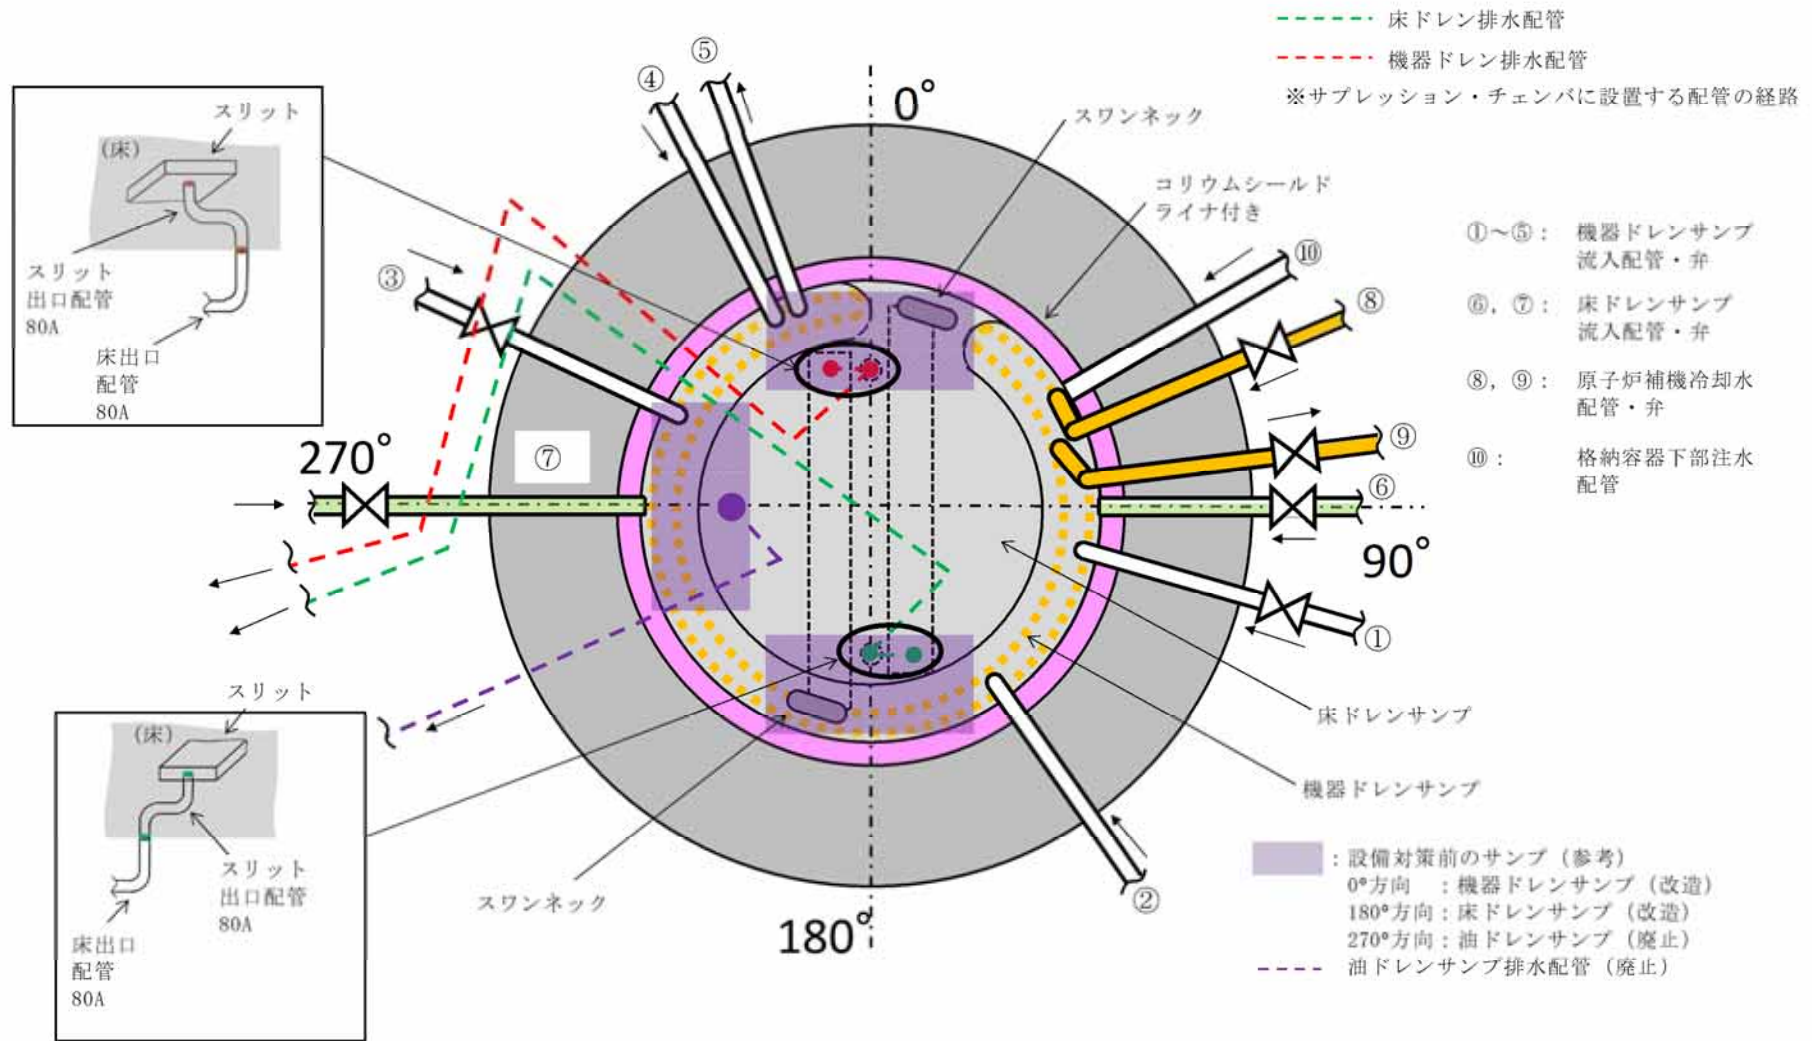 床ドレン排水配管
機器ドレン排水配管
※サプレッション・チェンバに設置する配管の経路
スリット
(床)
スリット
出口配管
80A
床出口
配管
80A
⑤
④
③
0°
スワンネック
コリウムシールド
ライナ付き
⑩
⑧
⑨
⑥
90°
①
②
270°
⑦
180°
①~⑤: 機器ドレンサンプ
流入配管・弁
⑥,⑦: 床ドレンサンプ
流入配管・弁
⑧,⑨: 原子炉補機冷却水
配管・弁
⑩: 格納容器下部注水
配管
床ドレンサンプ
機器ドレンサンプ
スワンネック
スリット
(床)
スリット
出口配管
80A
床出口
配管
80A
:設備対策前のサンプ(参考)
0°方向 :機器ドレンサンプ(改造)
180°方向:床ドレンサンプ(改造)
270°方向:油ドレンサンプ(廃止)
油ドレンサンプ排水配管(廃止)